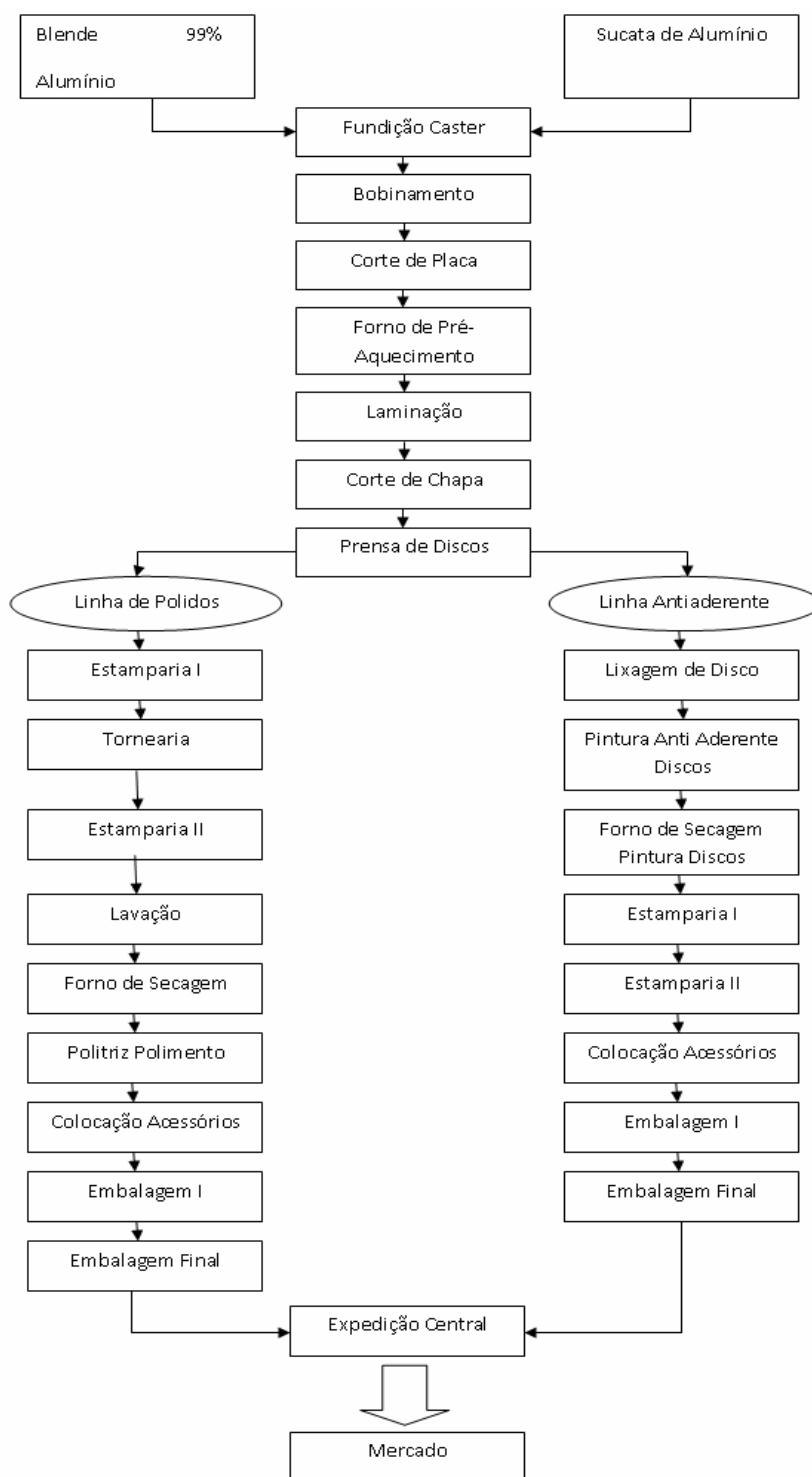 Blende 99%
Alumínio
Sucata de Alumínio
Fundição Caster
Bobinamento
Corte de Placa
Forno de Pré-
Aquecimento
Laminação
Corte de Chapa
Prensa de Discos
Linha de Polidos
Estamparia I
Tornearia
Estamparia II
Lavação
Forno de Secagem
Politriz Polimento
Colocação Acessórios
Embalagem I
Embalagem Final
Linha Antiaderente
Lixagem de Disco
Pintura Anti Aderente
Discos
Forno de Secagem
Pintura Discos
Estamparia I
Estamparia II
Colocação Acessórios
Embalagem I
Embalagem Final
Expedição Central
Mercado